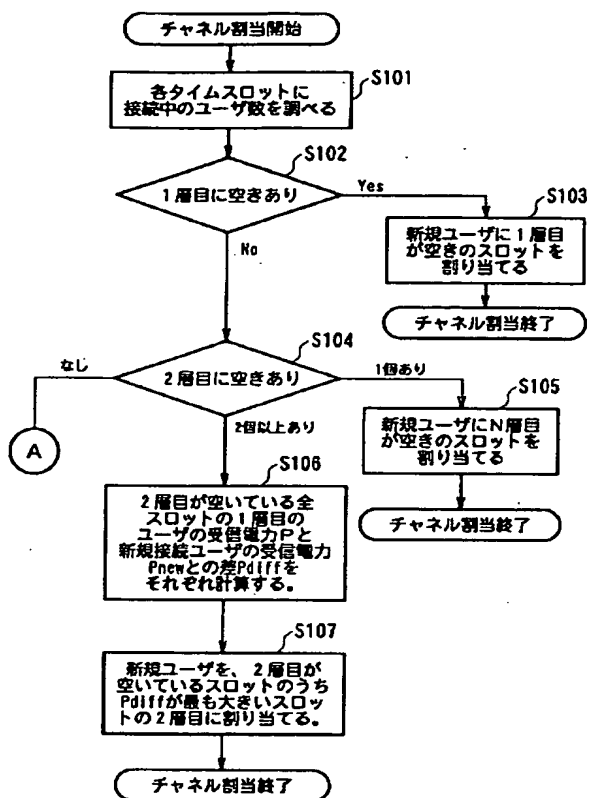 チャネル割当開始
S101
各タイムスロットに
接続中のユーザ数を調べる
S102
1層目に空きあり
Yes
No
S103
新規ユーザに1層目
が空きのスロットを
割り当てる
チャネル割当終了
S104
2層目に空きあり
なし
1個あり
2個以上あり
A
S105
新規ユーザにN層目
が空きのスロットを
割り当てる
チャネル割当終了
S106
2層目が空いている全
スロットの1層目の
ユーザの受信電力Pと
新規接続ユーザの受信電力
Pnewとの差Pdiffを
それぞれ計算する。
S107
新規ユーザを、2層目が
空いているスロットのうち
Pdiffが最も大きいスロッ
トの2層目に割り当てる。
チャネル割当終了